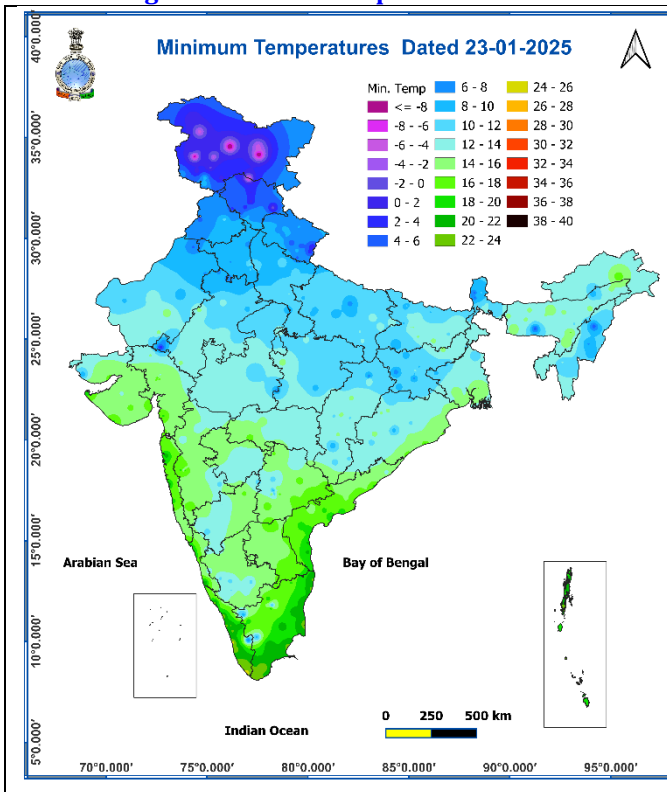 Minimum Temperatures Dated 23-01-2025
Min. Temp
<= -8
-8 - -6
-6 - -4
-4 - -2
-2 - 0
0 - 2
2 - 4
4 - 6
6 - 8
8 - 10
10 - 12
12 - 14
14 - 16
16 - 18
18 - 20
20 - 22
22 - 24
24 - 26
26 - 28
28 - 30
30 - 32
32 - 34
34 - 36
36 - 38
38 - 40
40°0.000'
35°0.000'
30°0.000'
25°0.000'
20°0.000'
15°0.000'
10°0.000'
5°0.000'
Arabian Sea
Bay of Bengal
Indian Ocean
0 250 500 km
70°0.000' 75°0.000' 80°0.000' 85°0.000' 90°0.000' 95°0.000'